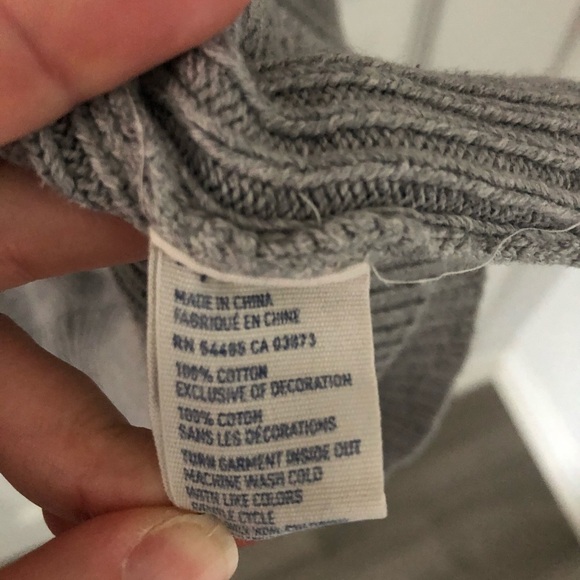 MADE IN CHINA
FABRIQUÉ EN CHINE
RN 54485 CA 03873
100% COTTON
EXCLUSIVE OF DECORATION
100% COTON
SANS LES DÉCORATIONS
TURN GARMENT INSIDE OUT
MACHINE WASH COLD
WITH LIKE COLORS
CYCLE